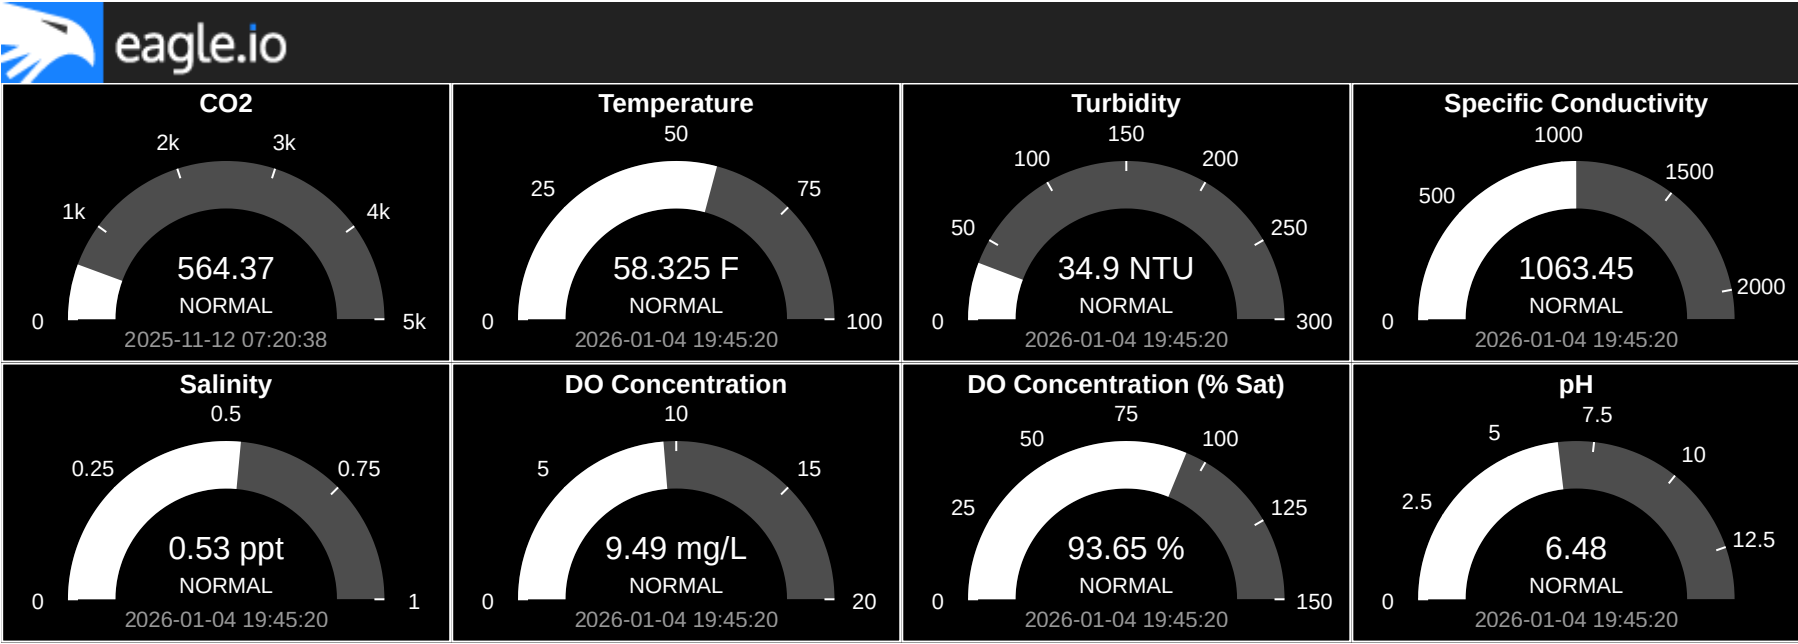 eagle.io
CO2
0
1k
2k
3k
4k
5k
564.37
NORMAL
2025-11-12 07:20:38
Temperature
0
25
50
75
100
58.325 F
NORMAL
2026-01-04 19:45:20
Turbidity
0
50
100
150
200
250
300
34.9 NTU
NORMAL
2026-01-04 19:45:20
Specific Conductivity
0
500
1000
1500
2000
1063.45
NORMAL
2026-01-04 19:45:20
Salinity
0
0.25
0.5
0.75
1
0.53 ppt
NORMAL
2026-01-04 19:45:20
DO Concentration
0
5
10
15
20
9.49 mg/L
NORMAL
2026-01-04 19:45:20
DO Concentration (% Sat)
0
25
50
75
100
125
150
93.65 %
NORMAL
2026-01-04 19:45:20
pH
0
2.5
5
7.5
10
12.5
6.48
NORMAL
2026-01-04 19:45:20